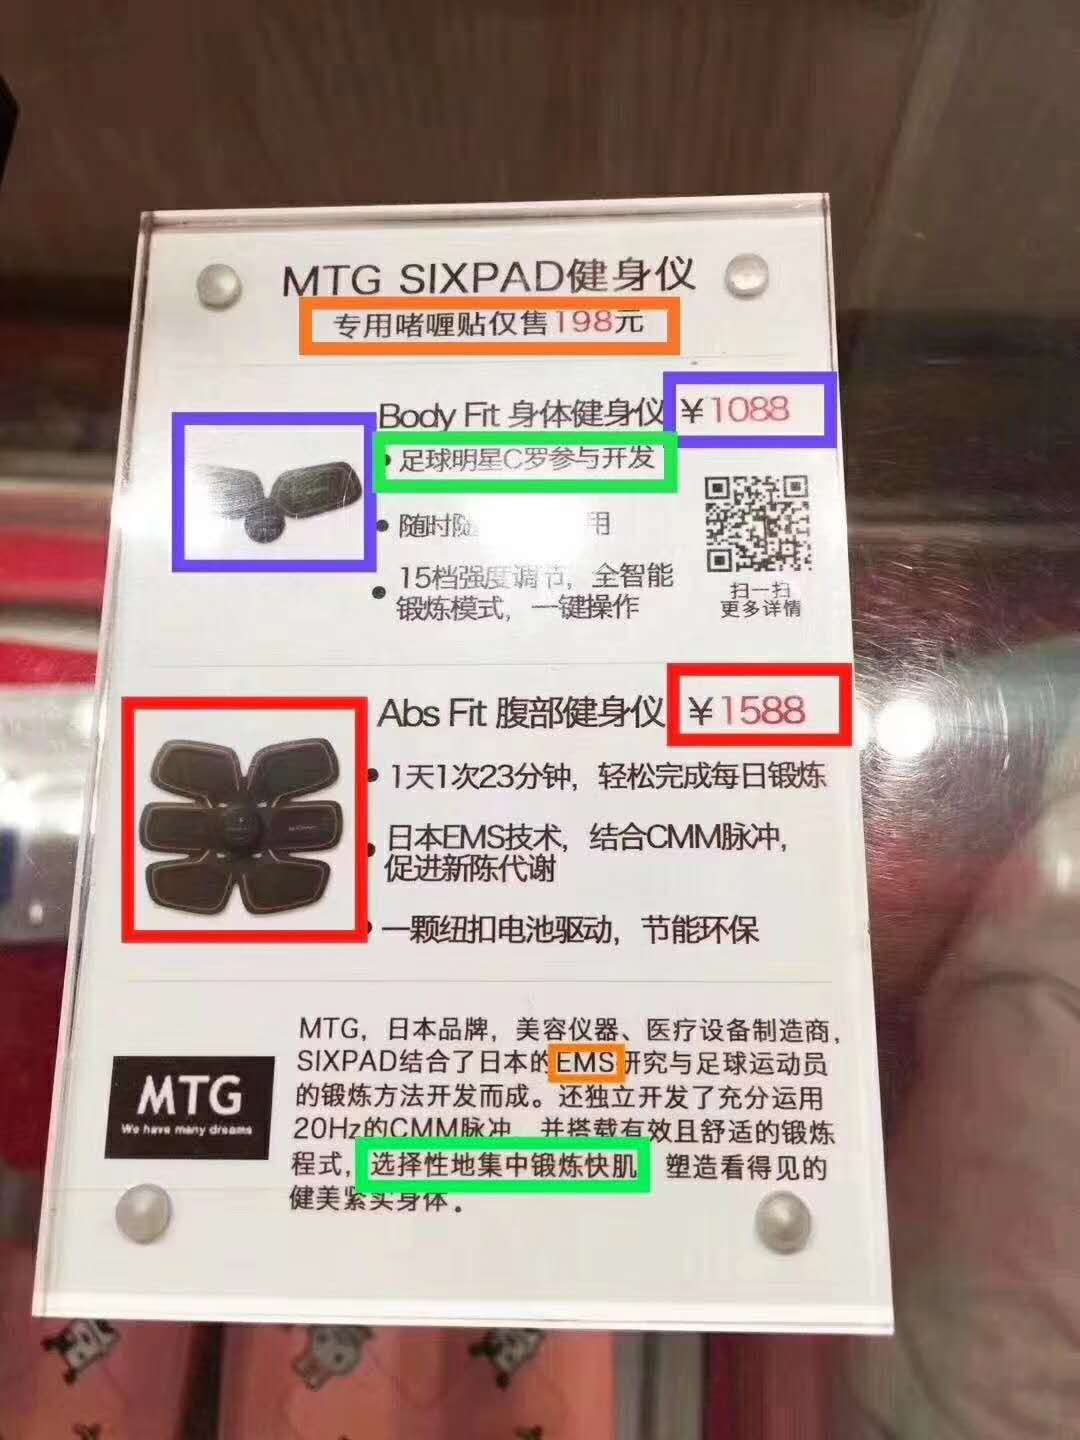 MTG SIXPAD健身仪
专用啫喱贴仅售198元
Body Fit 身体健身仪 ¥1088
• 足球明星C罗参与开发
• 随时随 用
• 15档强度调节，全智能
锻炼模式，一键操作
扫一扫
更多详情
Abs Fit 腹部健身仪 ¥1588
• 1天1次23分钟，轻松完成每日锻炼
• 日本EMS技术，结合CMM脉冲，
促进新陈代谢
• 一颗纽扣电池驱动，节能环保
MTG
We have many dreams
MTG，日本品牌，美容仪器、医疗设备制造商，
SIXPAD结合了日本的EMS研究与足球运动员
的锻炼方法开发而成。还独立开发了充分运用
20Hz的CMM脉冲，并搭载有效且舒适的锻炼
程式，选择性地集中锻炼快肌，塑造看得见的
健美紧实身体。